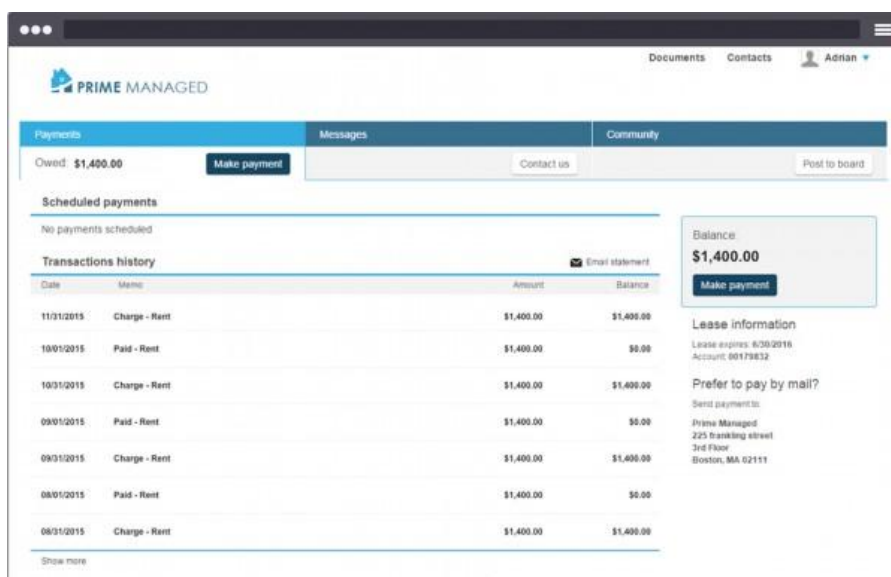 Documents Contacts Adrian
PRIME MANAGED
Payments Messages Community
Owed: $1,400.00 Make payment Contact us Post to board
Scheduled payments
No payments scheduled
Transactions history Email statement
Date Memo Amount Balance
11/31/2015 Charge - Rent $1,400.00 $1,400.00
10/01/2015 Paid - Rent $1,400.00 $0.00
10/31/2015 Charge - Rent $1,400.00 $1,400.00
09/01/2015 Paid - Rent $1,400.00 $0.00
09/31/2015 Charge - Rent $1,400.00 $1,400.00
08/01/2015 Paid - Rent $1,400.00 $0.00
08/31/2015 Charge - Rent $1,400.00 $1,400.00
Show more
Balance:
$1,400.00
Make payment
Lease information
Lease expires: 6/30/2016
Account: 00179832
Prefer to pay by mail?
Send payment to:
Prime Managed
225 frankling street
3rd Floor
Boston, MA 02111